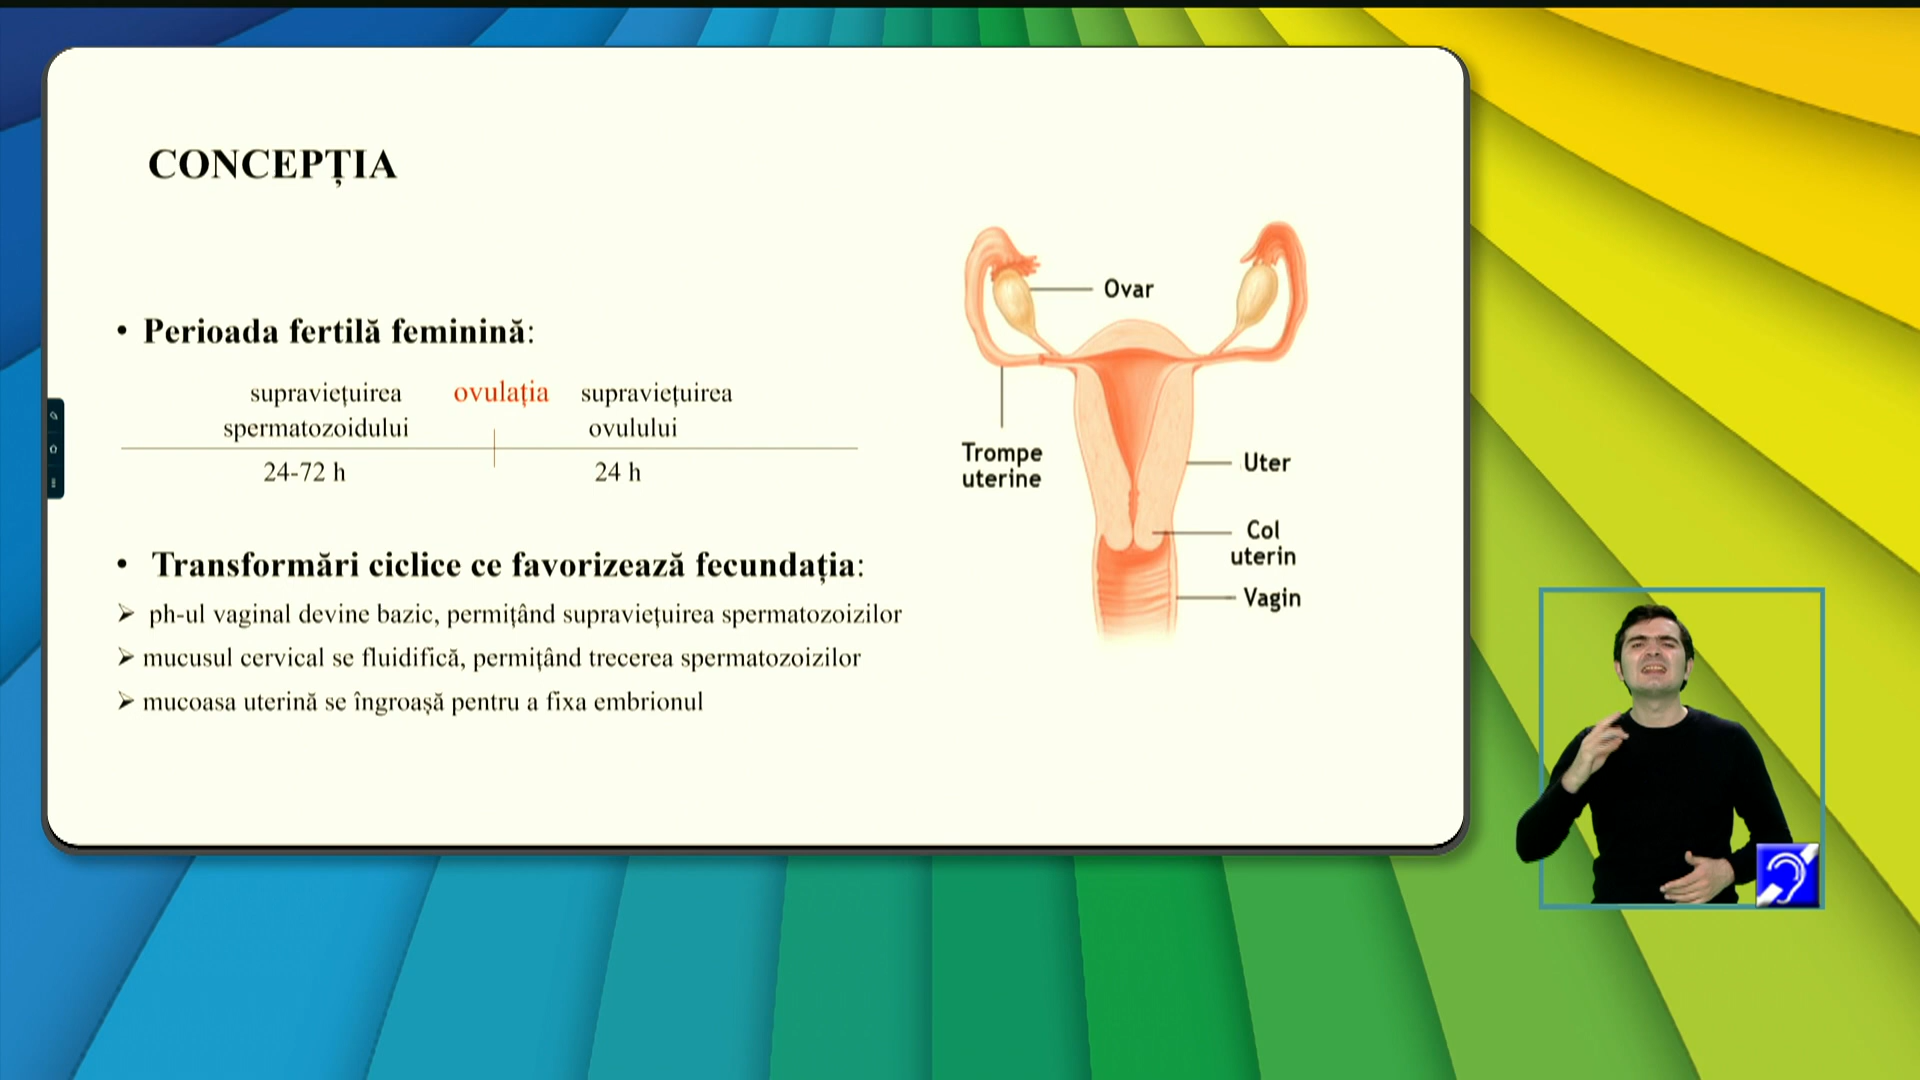 CONCEPȚIA
• Perioada fertilă feminină:
supraviețuirea ovulația supraviețuirea
spermatozoidului ovulului
24-72 h 24 h
• Transformări ciclice ce favorizează fecundația:
➢ ph-ul vaginal devine bazic, permițând supraviețuirea spermatozoizilor
➢ mucusul cervical se fluidifică, permițând trecerea spermatozoizilor
➢ mucoasa uterină se îngroașă pentru a fixa embrionul
Ovar
Trompe
uterine
Uter
Col
uterin
Vagin